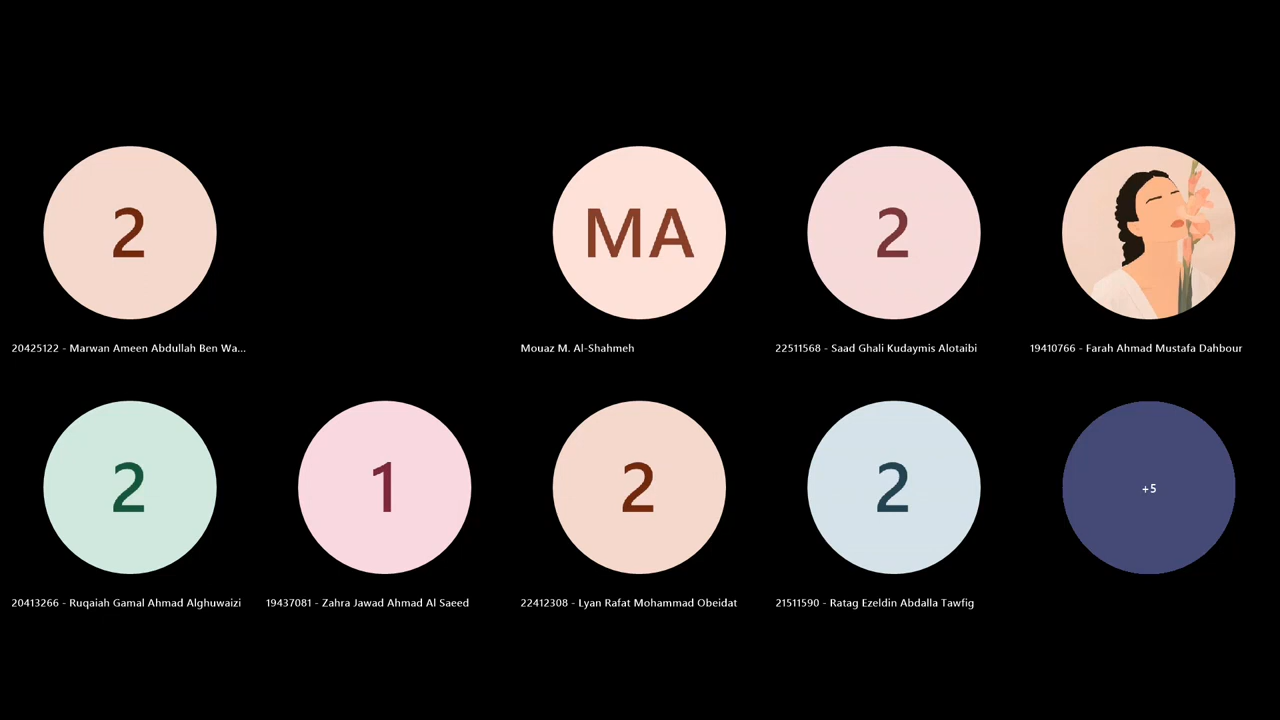 2
MA
2
20425122 - Marwan Ameen Abdullah Ben Wa...
Mouaz M. Al-Shahmeh
22511568 - Saad Ghali Kudaymis Alotaibi
19410766 - Farah Ahmad Mustafa Dahbour
2
1
2
2
+5
20413266 - Ruqaiah Gamal Ahmad Alghuwaizi
19437081 - Zahra Jawad Ahmad Al Saeed
22412308 - Lyan Rafat Mohammad Obeidat
21511590 - Ratag Ezeldin Abdalla Tawfig